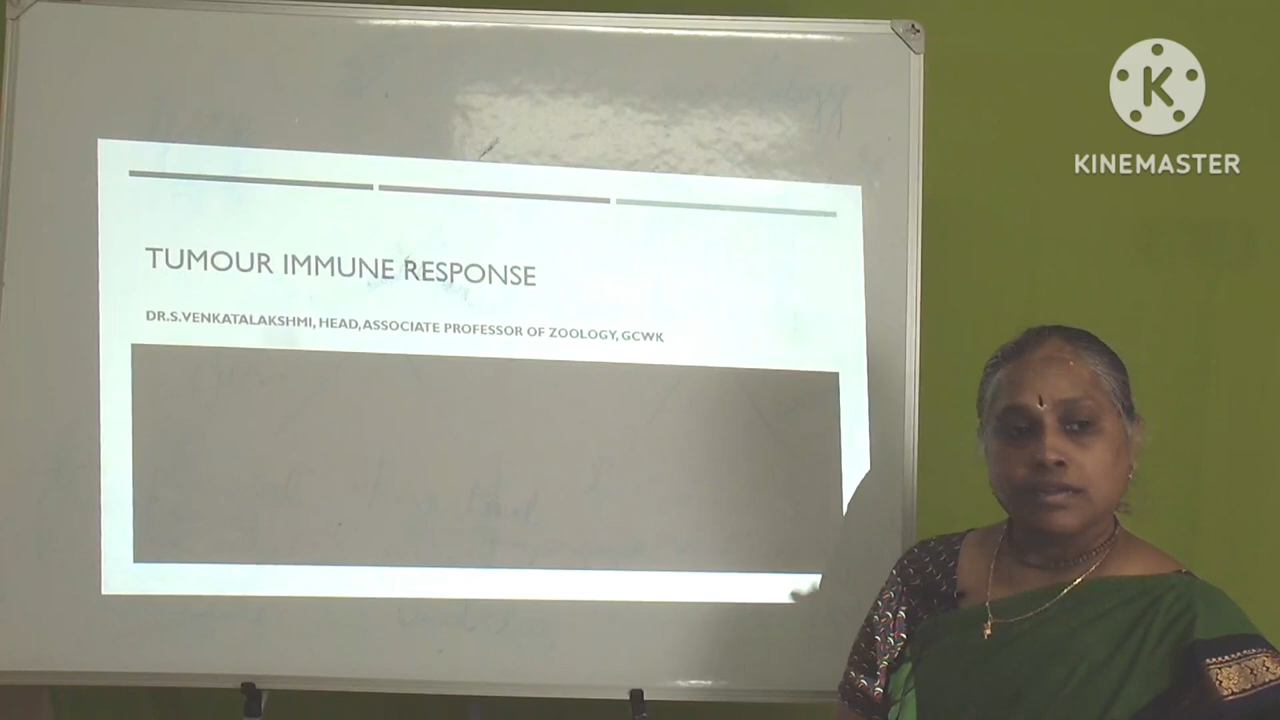 TUMOUR IMMUNE RESPONSE
DR.S.VENKATALAKSHMI, HEAD, ASSOCIATE PROFESSOR OF ZOOLOGY, GCWK
K
KINEMASTER